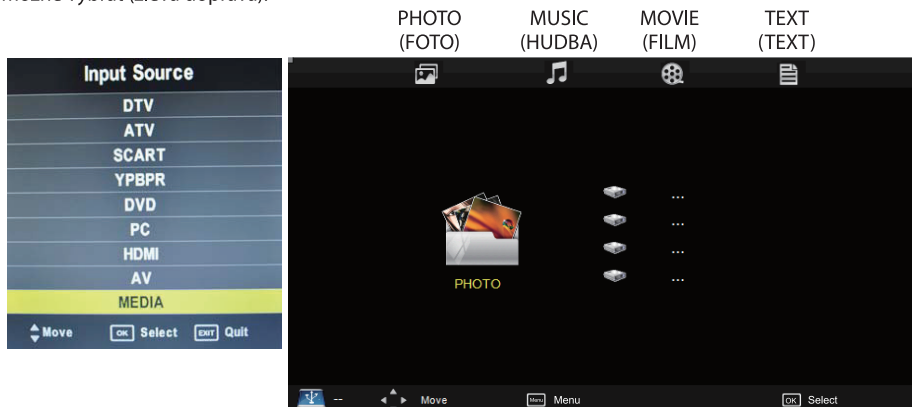 PHOTO MUSIC MOVIE TEXT
(FOTO) (HUDBA) (FILM) (TEXT)
Input Source
DTV
ATV
SCART
YPBPR
DVD
PC
HDMI
AV
MEDIA
Move OK Select EXIT Quit
...
...
...
...
PHOTO
-- Move Menu Menu OK Select